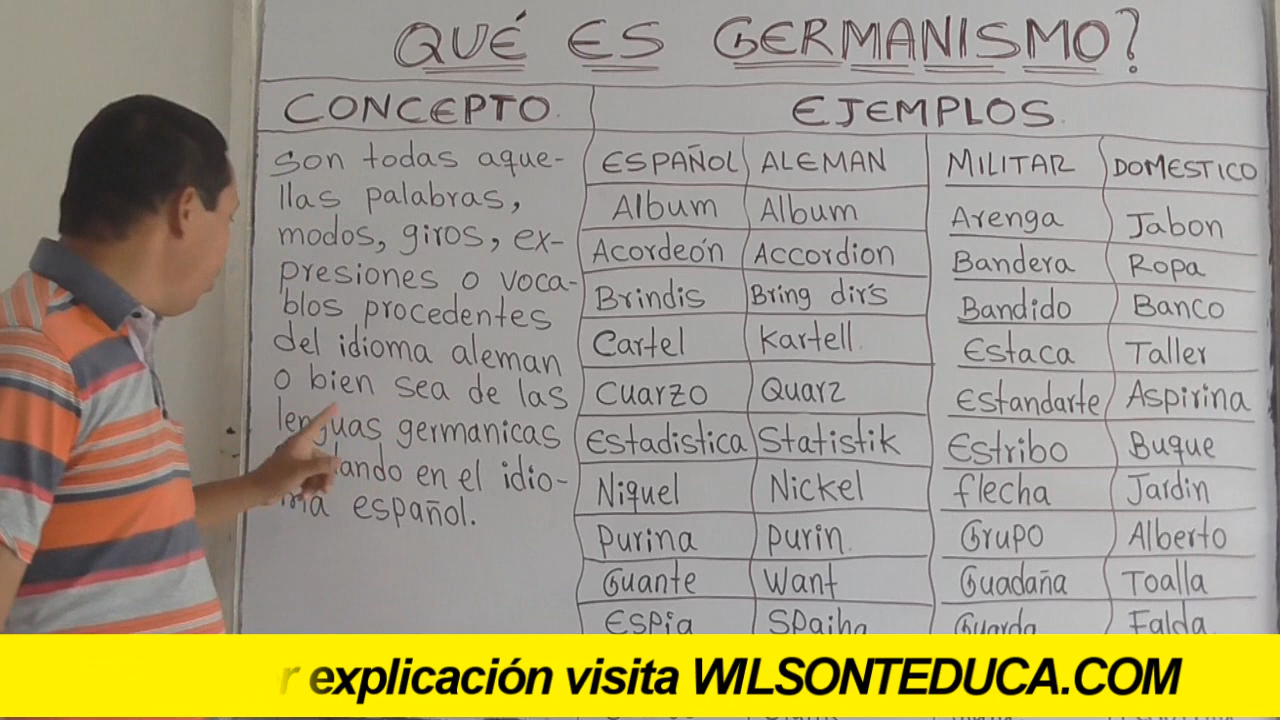 QUÉ ES GERMANISMO?
CONCEPTO.
EJEMPLOS.
Son todas aque-
llas palabras,
modos, giros, ex-
presiones o voca-
blos procedentes
del idioma aleman
o bien sea de las
lenguas germanicas
en el idio-
ma español.
ESPAÑOL ALEMAN MILITAR DOMESTICO
Album Album Arenga Jabon
Acordeón Accordion Bandera Ropa
Brindis Bring dir's Bandido Banco
Cartel Kartell. Estaca Taller
Cuarzo Quarz Estandarte Aspirina
Estadistica Statistik Estribo Buque
Niquel Nickel flecha Jardin
Purina Purin. Grupo Alberto
Guante Want Guadaña Toalla
Espia Spaiha Guarda Falda.
explicación visita WILSONTEDUCA.COM